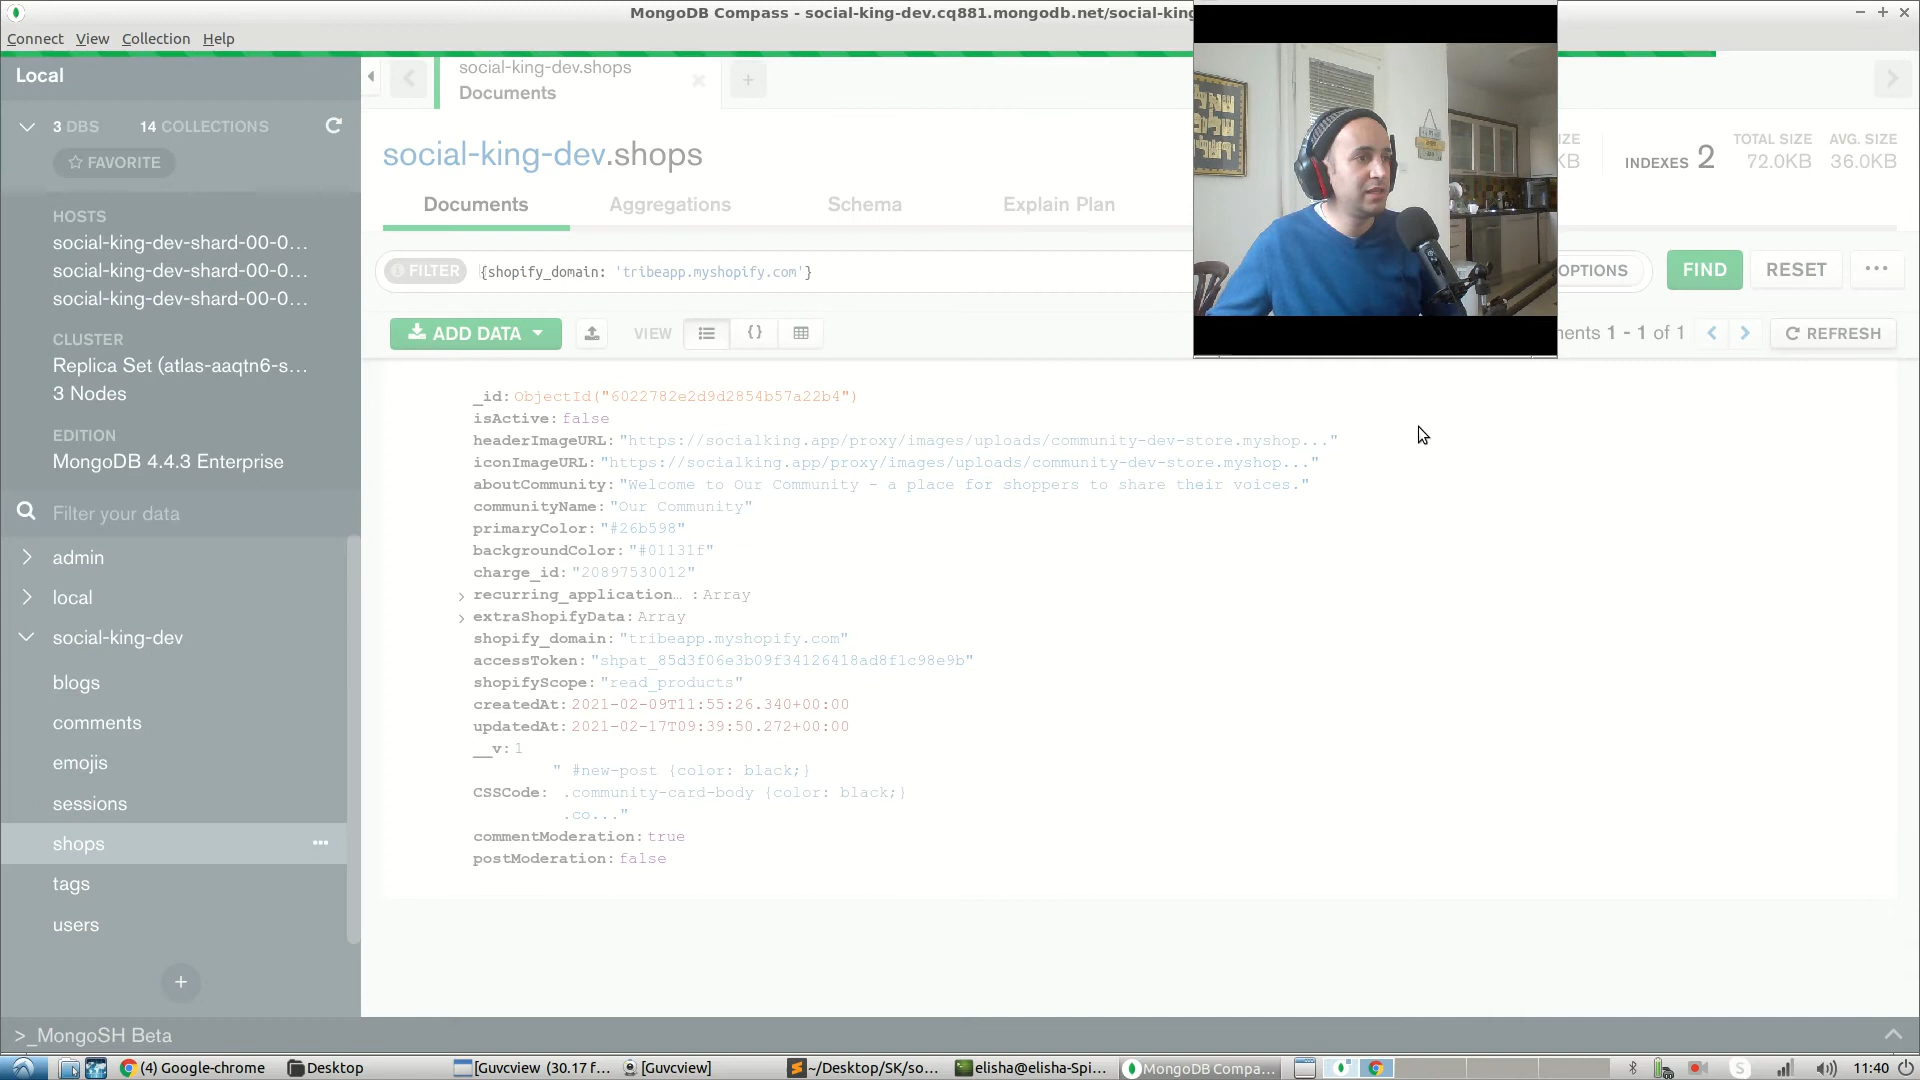 MongoDB Compass - social-king-dev.cq881.mongodb.net/social-king
Connect View Collection Help
Local
3 DBS 14 COLLECTIONS
FAVORITE
HOSTS
social-king-dev-shard-00-0...
social-king-dev-shard-00-0...
social-king-dev-shard-00-0...
CLUSTER
Replica Set (atlas-aaqtn6-s...
3 Nodes
EDITION
MongoDB 4.4.3 Enterprise
Filter your data
admin
local
social-king-dev
blogs
comments
emojis
sessions
shops
tags
users
>_MongoSH Beta
social-king-dev.shops
Documents
social-king-dev.shops
IZE
KB
INDEXES 2
TOTAL SIZE
72.0KB
AVG. SIZE
36.0KB
Documents Aggregations Schema Explain Plan
FILTER {shopify_domain: 'tribeapp.myshopify.com'}
OPTIONS FIND RESET ...
ADD DATA VIEW {}
nents 1 - 1 of 1 REFRESH
_id: ObjectId("6022782e2d9d2854b57a22b4")
isActive: false
headerImageURL: "https://socialking.app/proxy/images/uploads/community-dev-store.myshop..."
iconImageURL: "https://socialking.app/proxy/images/uploads/community-dev-store.myshop..."
aboutCommunity: "Welcome to Our Community - a place for shoppers to share their voices."
communityName: "Our Community"
primaryColor: "#26b598"
backgroundColor: "#01131f"
charge_id: "20897530012"
recurring_application… : Array
extraShopifyData: Array
shopify_domain: "tribeapp.myshopify.com"
accessToken: "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"
shopifyScope: "read_products"
createdAt: 2021-02-09T11:55:26.340+00:00
updatedAt: 2021-02-17T09:39:50.272+00:00
__v: 1
" #new-post {color: black;}
CSSCode: .community-card-body {color: black;}
.co..."
commentModeration: true
postModeration: false
(4) Google-chrome
Desktop
[Guvcview (30.17 f...
[Guvcview]
~/Desktop/SK/so...
elisha@elisha-Spi...
MongoDB Compa...
11:40